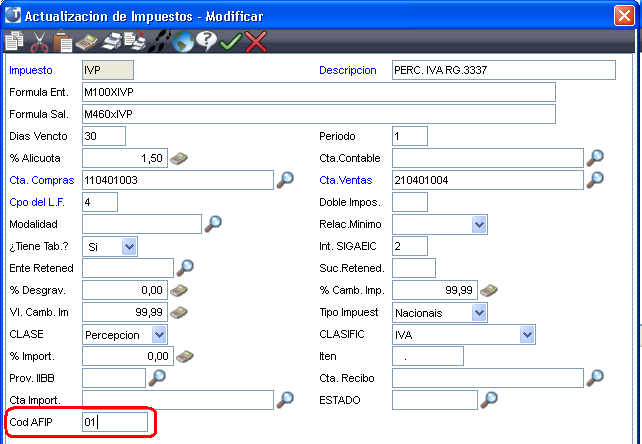 Actualizacion de Impuestos - Modificar
Impuesto IVP Descripcion PERC. IVA RG.3337
Formula Ent. M100XIVP
Formula Sal. M460xIVP
Dias Vencto 30 Periodo 1
% Alicuota 1,50 Cta.Contable
Cta. Compras 110401003 Cta.Ventas 210401004
Cpo del L.F. 4 Doble Impos.
Modalidad Relac.Minimo
¿Tiene Tab.? Si Int. SIGAEIC 2
Ente Retened Suc.Retened.
% Desgrav. 0,00 % Camb. Imp. 99,99
Vl. Camb. Im 99,99 Tipo Impuest Nacionais
CLASE Percepcion CLASIFIC IVA
% Import. 0,00 Iten .
Prov. IIBB Cta. Recibo
Cta Import. ESTADO
Cod AFIP 01